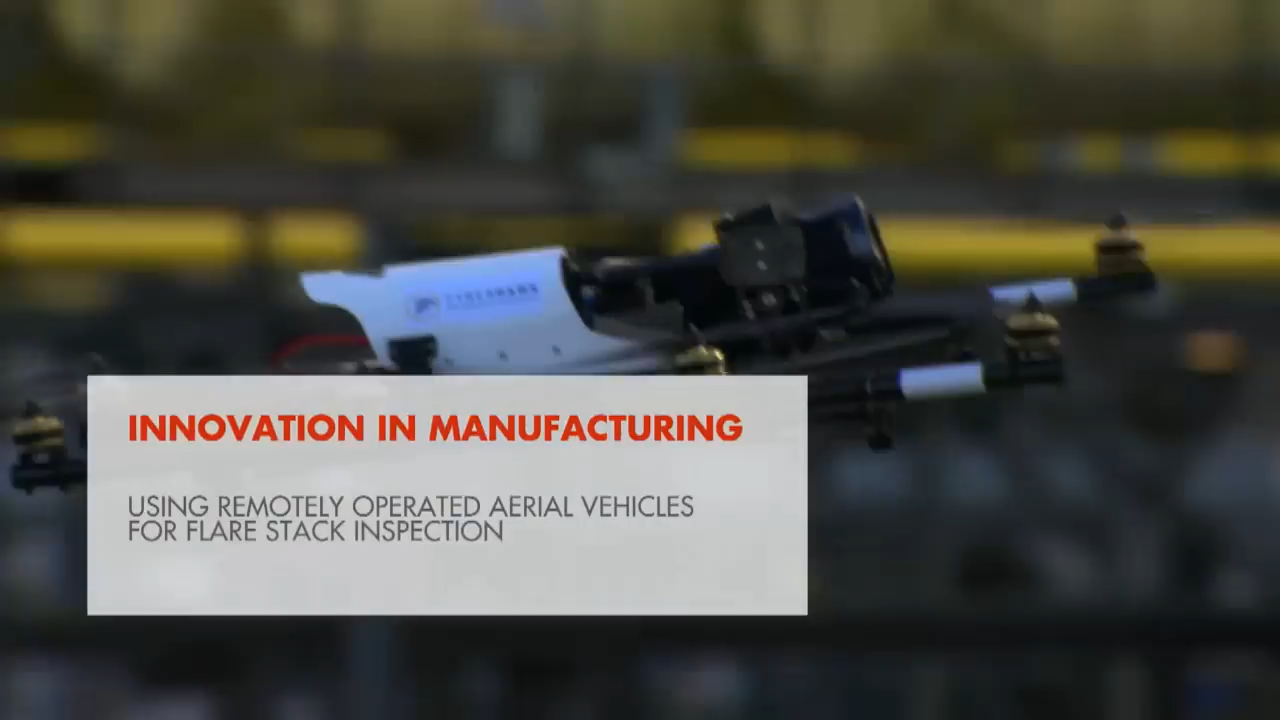 INNOVATION IN MANUFACTURING
USING REMOTELY OPERATED AERIAL VEHICLES
FOR FLARE STACK INSPECTION